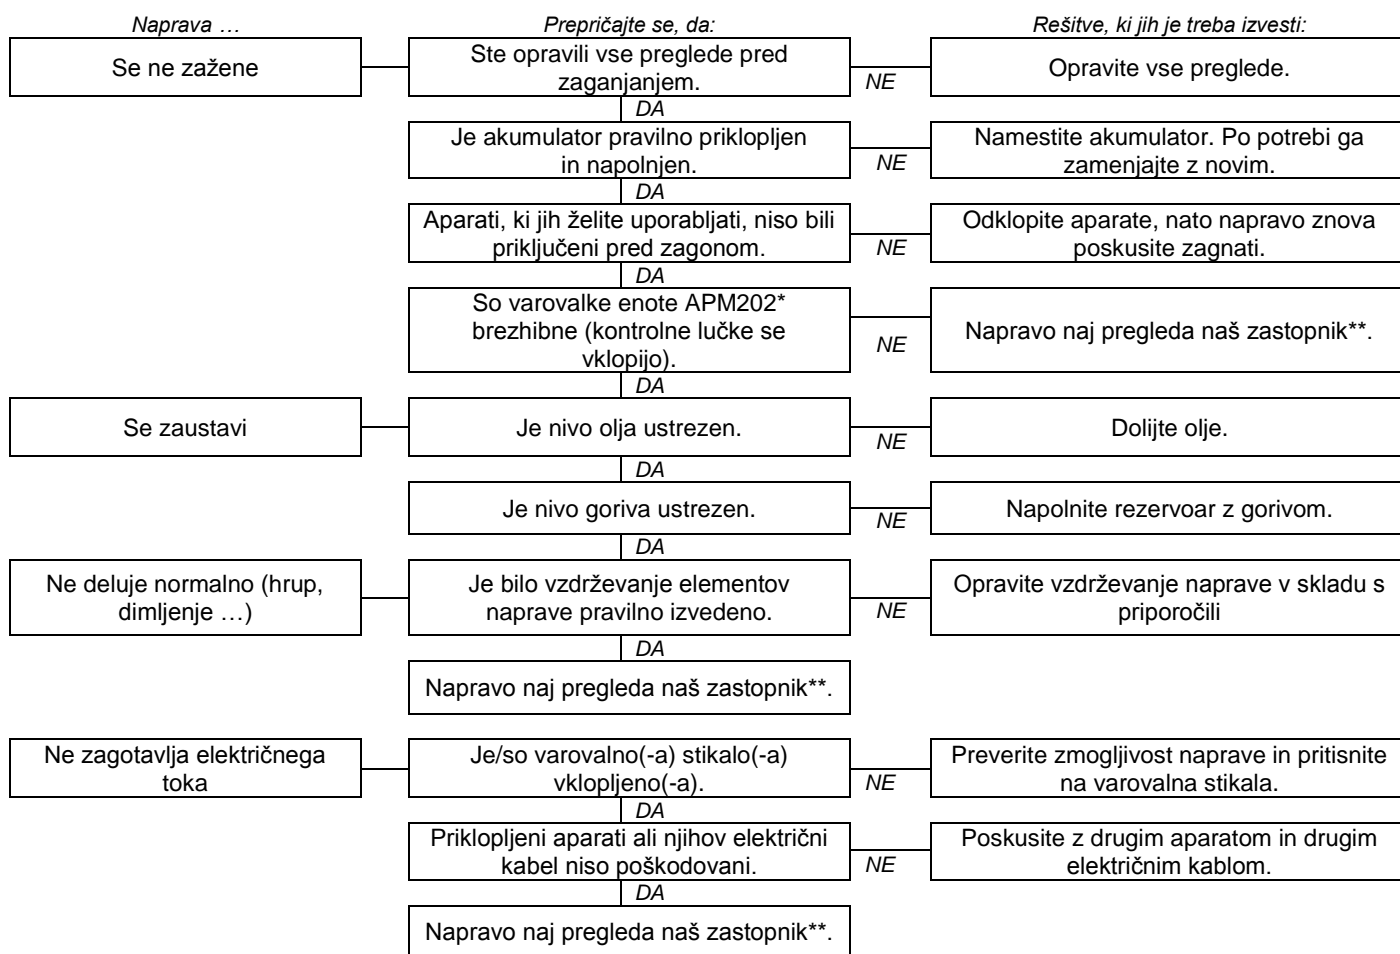 Naprava …
Prepričajte se, da:
Rešitve, ki jih je treba izvesti:
Se ne zažene
Ste opravili vse preglede pred
zaganjanjem.
NE
Opravite vse preglede.
DA
Je akumulator pravilno priklopljen
in napolnjen.
NE
Namestite akumulator. Po potrebi ga
zamenjajte z novim.
DA
Aparati, ki jih želite uporabljati, niso bili
priključeni pred zagonom.
NE
Odklopite aparate, nato napravo znova
poskusite zagnati.
DA
So varovalke enote APM202*
brezhibne (kontrolne lučke se
vklopijo).
NE
Napravo naj pregleda naš zastopnik**.
DA
Se zaustavi
Je nivo olja ustrezen.
NE
Dolijte olje.
DA
Je nivo goriva ustrezen.
NE
Napolnite rezervoar z gorivom.
DA
Ne deluje normalno (hrup,
dimljenje …)
Je bilo vzdrževanje elementov
naprave pravilno izvedeno.
NE
Opravite vzdrževanje naprave v skladu s
priporočili
DA
Napravo naj pregleda naš zastopnik**.
Ne zagotavlja električnega
toka
Je/so varovalno(-a) stikalo(-a)
vklopljeno(-a).
NE
Preverite zmogljivost naprave in pritisnite
na varovalna stikala.
DA
Priklopljeni aparati ali njihov električni
kabel niso poškodovani.
NE
Poskusite z drugim aparatom in drugim
električnim kablom.
DA
Napravo naj pregleda naš zastopnik**.